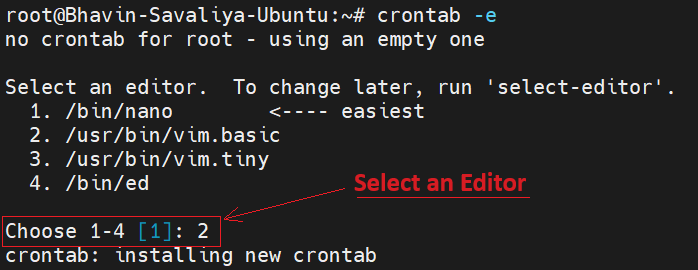 root@Bhavin-Savaliya-Ubuntu:~# crontab -e
no crontab for root - using an empty one
Select an editor.  To change later, run 'select-editor'.
  1. /bin/nano        <---- easiest
  2. /usr/bin/vim.basic
  3. /usr/bin/vim.tiny
  4. /bin/ed
Select an Editor
Choose 1-4 [1]: 2
crontab: installing new crontab